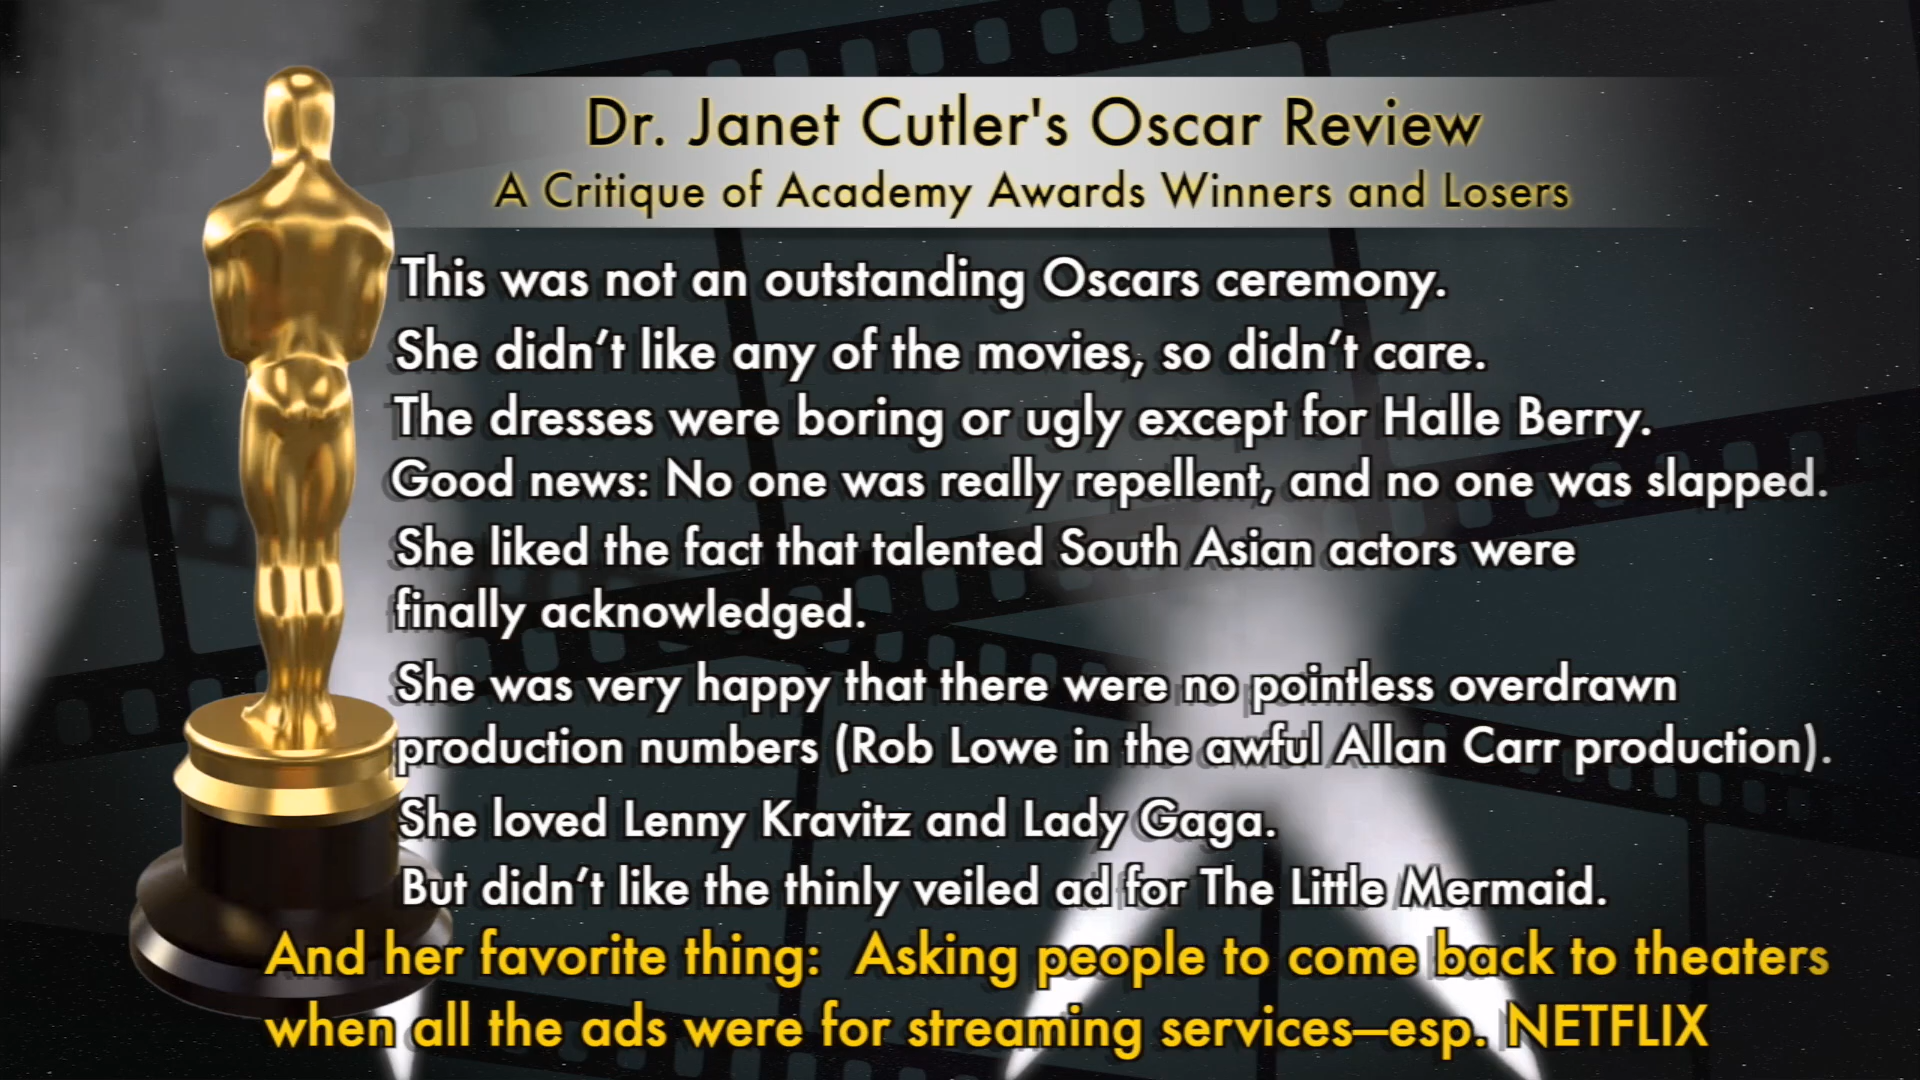 Dr. Janet Cutler's Oscar Review
A Critique of Academy Awards Winners and Losers
This was not an outstanding Oscars ceremony.
She didn’t like any of the movies, so didn’t care.
The dresses were boring or ugly except for Halle Berry.
Good news: No one was really repellent, and no one was slapped.
She liked the fact that talented South Asian actors were
finally acknowledged.
She was very happy that there were no pointless overdrawn
production numbers (Rob Lowe in the awful Allan Carr production).
She loved Lenny Kravitz and Lady Gaga.
But didn’t like the thinly veiled ad for The Little Mermaid.
And her favorite thing:  Asking people to come back to theaters
when all the ads were for streaming services—esp. NETFLIX